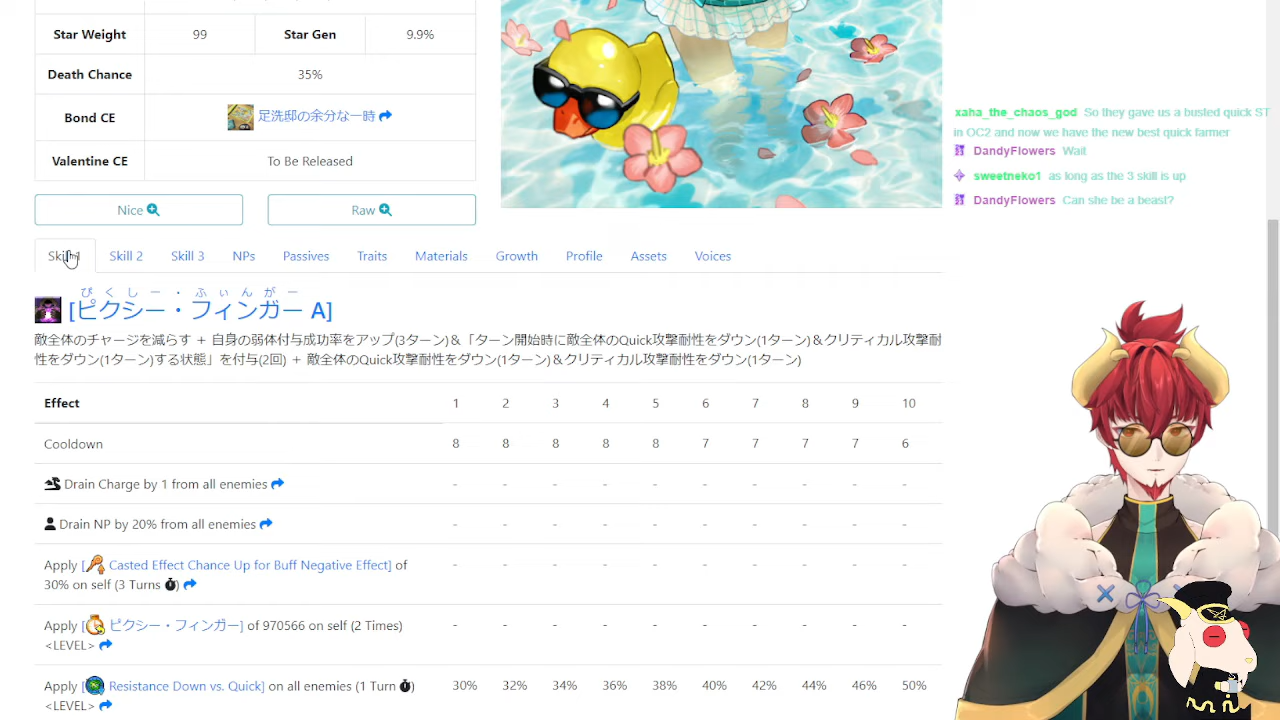 Star Weight 99 Star Gen 9.9%
Death Chance 35%
Bond CE 足洗邸の余分な一時
Valentine CE To Be Released
Nice Raw
Skill 2 Skill 3 NPs Passives Traits Materials Growth Profile Assets Voices
ぴくしー・ふぃんがー
[ピクシー・フィンガー A]
敵全体のチャージを減らす + 自身の弱体付与成功率をアップ(3ターン)＆「ターン開始時に敵全体のQuick攻撃耐性をダウン(1ターン)＆クリティカル攻撃耐
性をダウン(1ターン)する状態」を付与(2回) + 敵全体のQuick攻撃耐性をダウン(1ターン)＆クリティカル攻撃耐性をダウン(1ターン)
Effect 1 2 3 4 5 6 7 8 9 10
Cooldown 8 8 8 8 8 7 7 7 7 6
Drain Charge by 1 from all enemies - - - - - - - - - -
Drain NP by 20% from all enemies - - - - - - - - - -
Apply [Casted Effect Chance Up for Buff Negative Effect] of - - - - - - - - - -
30% on self (3 Turns)
Apply [ピクシー・フィンガー] of 970566 on self (2 Times) - - - - - - - - - -
<LEVEL>
Apply [Resistance Down vs. Quick] on all enemies (1 Turn) 30% 32% 34% 36% 38% 40% 42% 44% 46% 50%
<LEVEL>
xaha_the_chaos_god So they gave us a busted quick ST
in OC2 and now we have the new best quick farmer
DandyFlowers Wait
sweetneko1 as long as the 3 skill is up
DandyFlowers Can she be a beast?